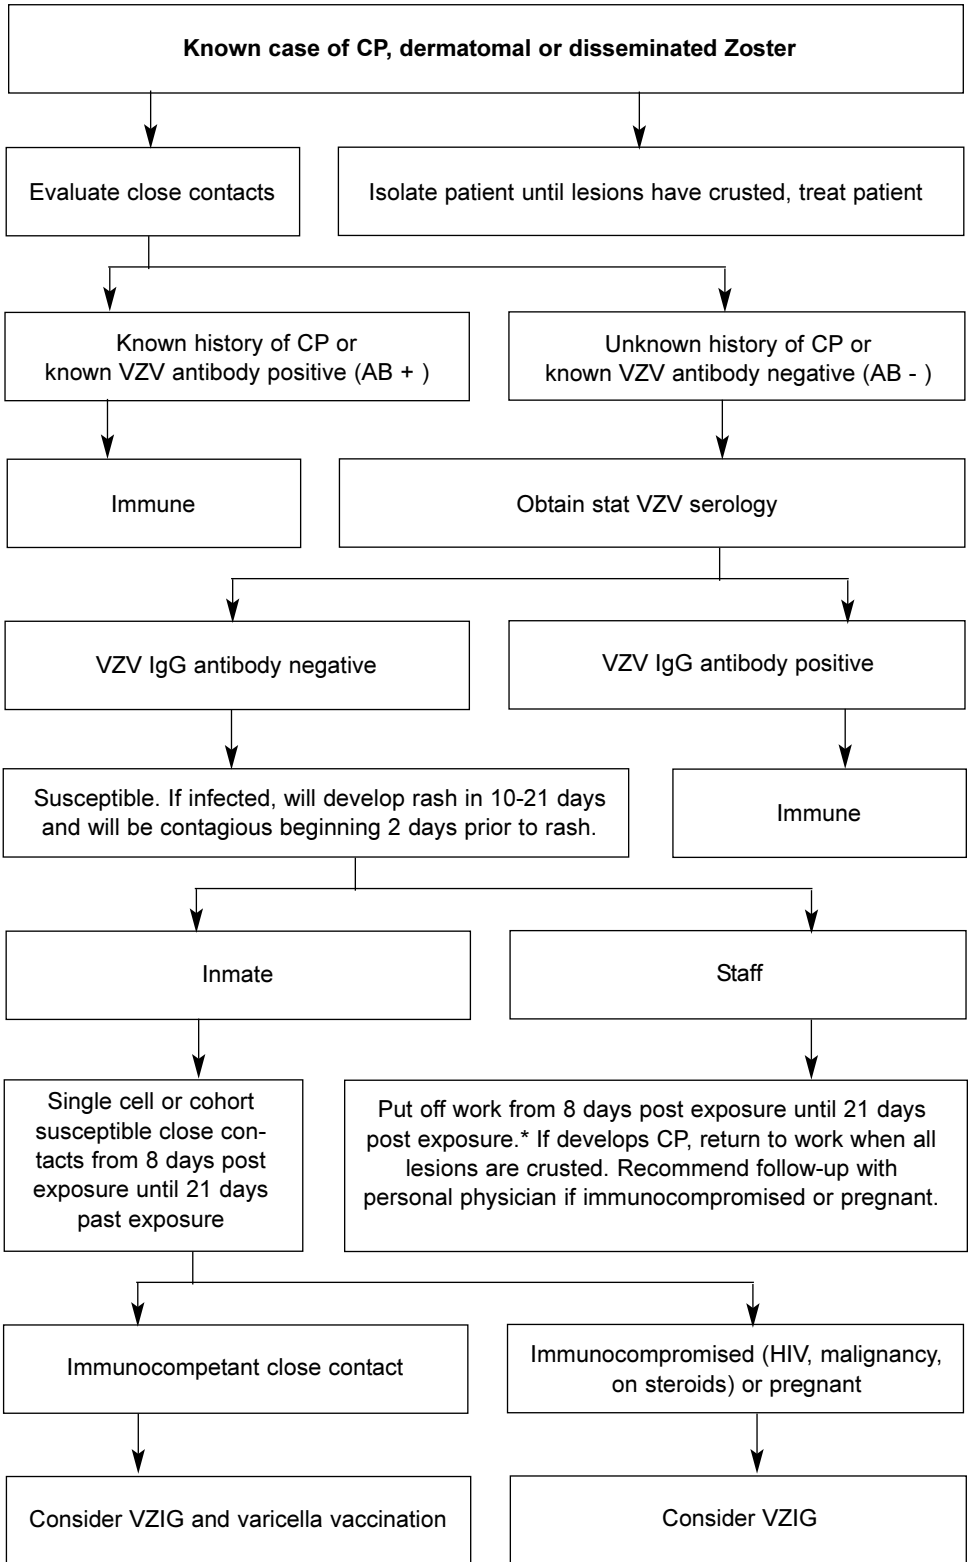 Known case of CP, dermatomal or disseminated Zoster
Evaluate close contacts
Isolate patient until lesions have crusted, treat patient
Known history of CP or
known VZV antibody positive (AB + )
Unknown history of CP or
known VZV antibody negative (AB - )
Immune
Obtain stat VZV serology
VZV IgG antibody negative
VZV IgG antibody positive
Susceptible. If infected, will develop rash in 10-21 days
and will be contagious beginning 2 days prior to rash.
Immune
Inmate
Staff
Single cell or cohort
susceptible close con-
tacts from 8 days post
exposure until 21 days
past exposure
Put off work from 8 days post exposure until 21 days
post exposure.* If develops CP, return to work when all
lesions are crusted. Recommend follow-up with
personal physician if immunocompromised or pregnant.
Immunocompetant close contact
Immunocompromised (HIV, malignancy,
on steroids) or pregnant
Consider VZIG and varicella vaccination
Consider VZIG